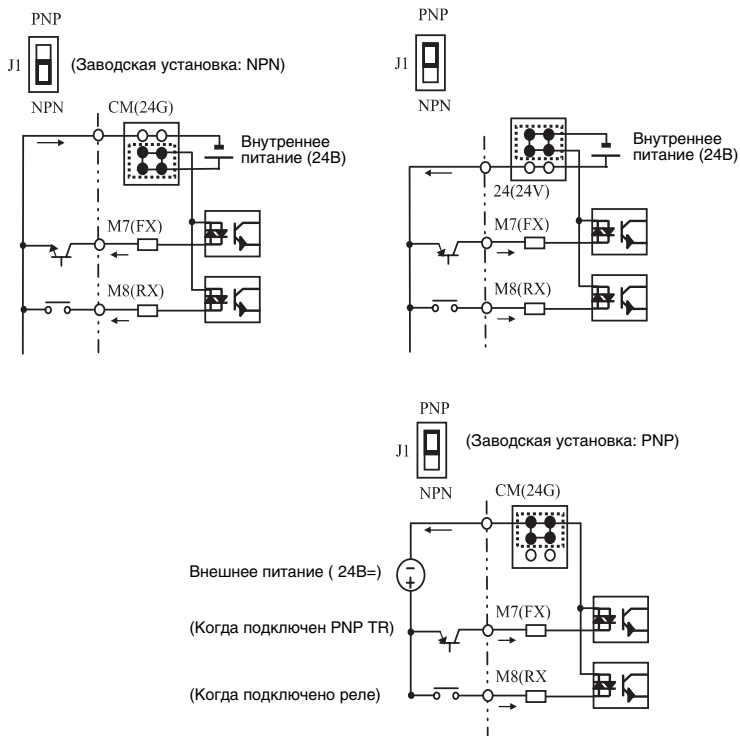 PNP
J1
(Заводская установка: NPN)
NPN
CM(24G)
Внутреннее
питание (24В)
M7(FX)
M8(RX)
PNP
J1
NPN
Внутреннее
питание (24В)
24(24V)
M7(FX)
M8(RX)
PNP
J1
(Заводская установка: PNP)
NPN
CM(24G)
Внешнее питание ( 24В=)
M7(FX)
(Когда подключен PNP TR)
M8(RX
(Когда подключено реле)